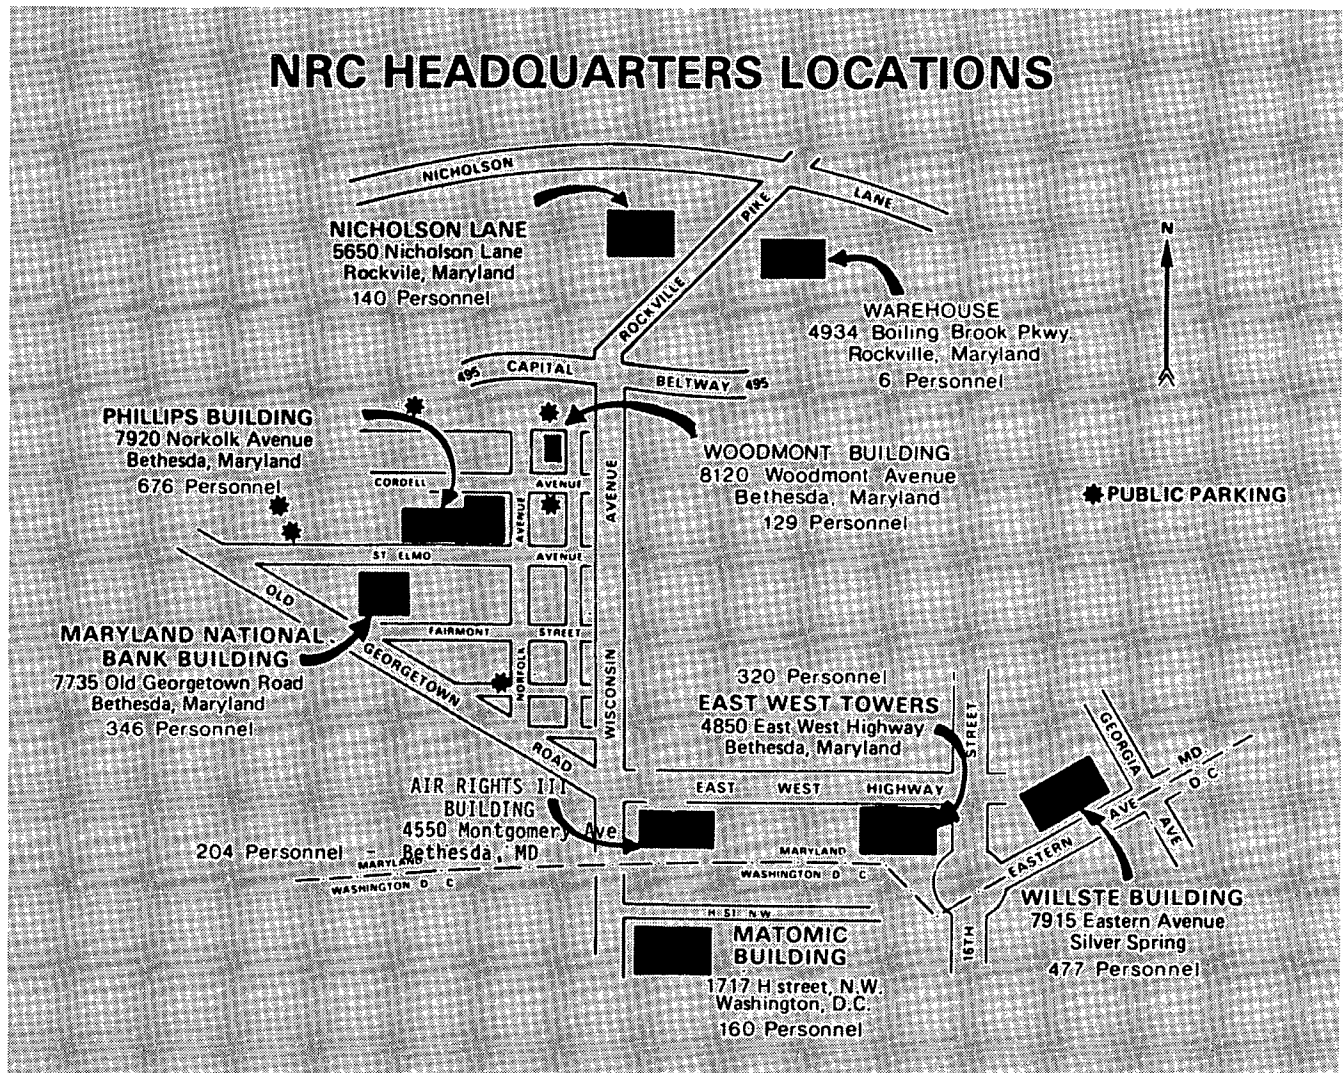 NRC HEADQUARTERS LOCATIONS
NICHOLSON
LANE
NICHOLSON LANE
5650 Nicholson Lane
Rockvile, Maryland
140 Personnel
ROCKVILLE PIKE
N
WAREHOUSE
4934 Boiling Brook Pkwy.
Rockville, Maryland
6 Personnel
495 CAPITAL
BELTWAY 495
PHILLIPS BUILDING
7920 Norkolk Avenue
Bethesda, Maryland
676 Personnel
WOODMONT BUILDING
8120 Woodmont Avenue
Bethesda, Maryland
129 Personnel
PUBLIC PARKING
CORDELL
AVENUE
AVENUE
WISCONSIN AVENUE
ST. ELMO
AVENUE
OLD
GEORGETOWN
ROAD
FAIRMONT
STREET
NORFOLK
MARYLAND NATIONAL
BANK BUILDING
7735 Old Georgetown Road
Bethesda, Maryland
346 Personnel
320 Personnel
EAST WEST TOWERS
4850 East West Highway
Bethesda, Maryland
STREET
GEORGIA
AVE
MD.
D.C.
EAST WEST HIGHWAY
AIR RIGHTS III
BUILDING
4550 Montgomery Ave
Bethesda, MD
204 Personnel -
MARYLAND
WASHINGTON D C
MARYLAND
WASHINGTON D C
EASTERN AVE
16TH
WILLSTE BUILDING
7915 Eastern Avenue
Silver Spring
477 Personnel
H ST N.W.
MATOMIC
BUILDING
1717 H street, N.W.
Washington, D.C.
160 Personnel